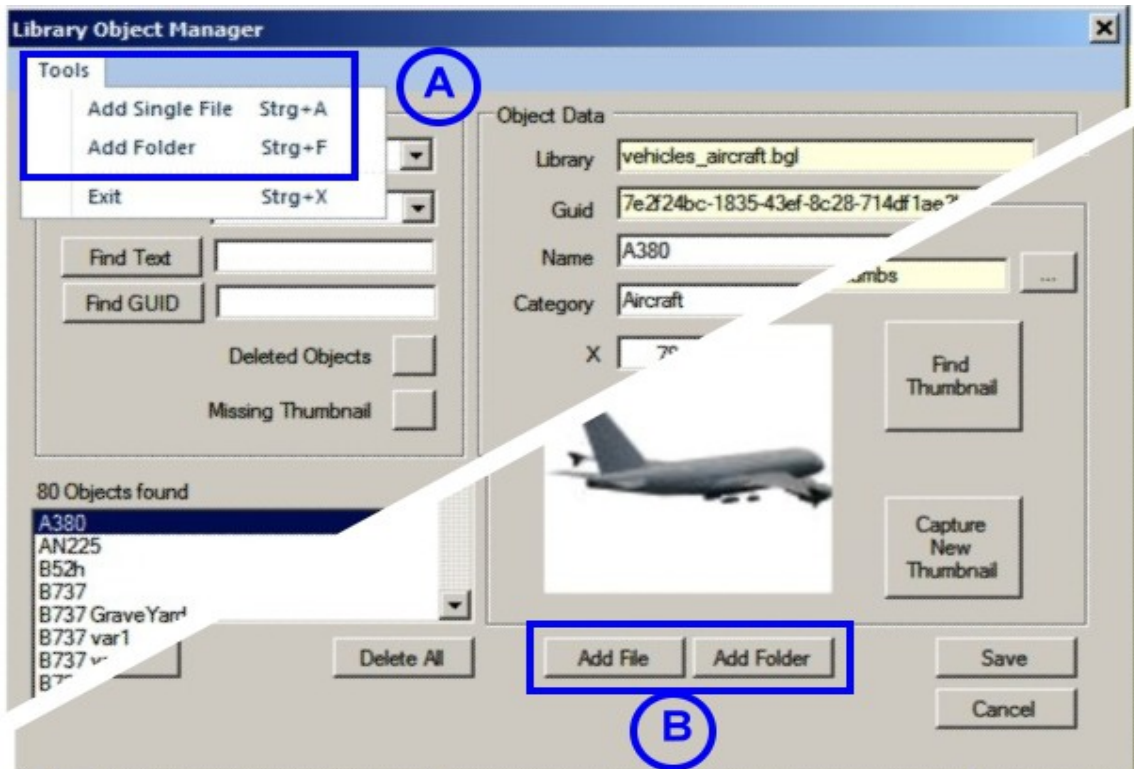 Library Object Manager
Tools
A
Add Single File Strg+A
Add Folder Strg+F
Exit Strg+X
Find Text
Find GUID
Deleted Objects
Missing Thumbnail
Object Data
Library vehicles_aircraft.bgl
Guid 7e2f24bc-1835-43ef-8c28-714df1ae
Name A380
Category Aircraft
X
...
Find
Thumbnail
Capture
New
Thumbnail
80 Objects found
A380
AN225
B52h
B737
B737 GraveYard
B737 var1
B737
Delete All
Add File
Add Folder
Save
Cancel
B